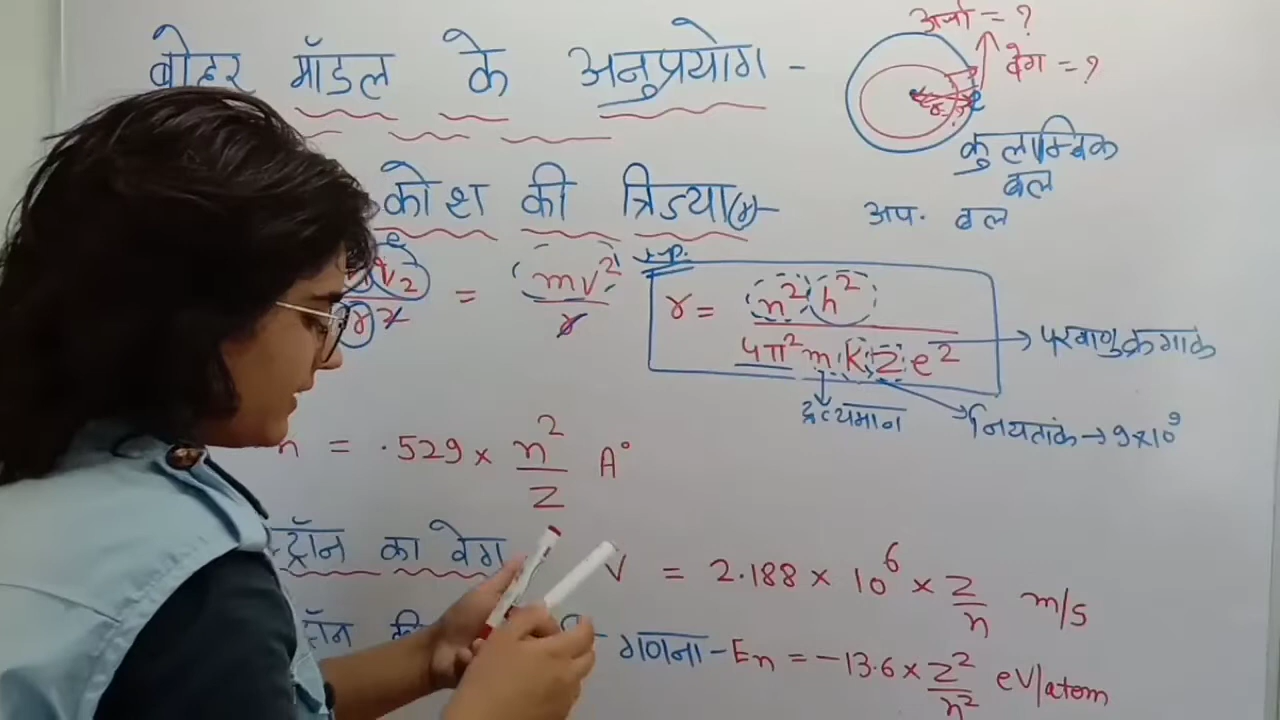 बोहर मॉडल के अनुप्रयोग -
ऊर्जा = ?
वेग = ?
कुलाम्बिक
बल
अप. बल
कोश की त्रिज्या(r)-
= mv²/r
Imp.
r = n²h²/4π²mKZe²
→ परमाणु क्रमांक
द्रव्यमान
नियतांक → 9×10⁹
n = .529 × n²/Z A°
ट्रॉन का वेग
V = 2.188 × 10⁶ × Z/n m/s
ट्रॉन की
गणना - En = -13.6 × Z²/n² eV/atom